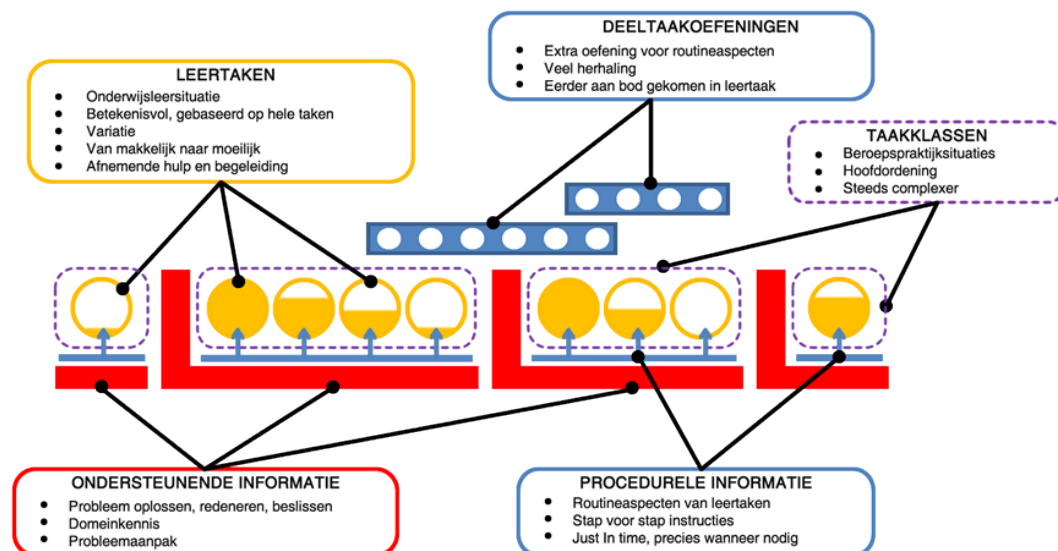 DEELTAAKOEFENINGEN
Extra oefening voor routineaspecten
Veel herhaling
Eerder aan bod gekomen in leertaak
LEERTAKEN
Onderwijsleersituatie
Betekenisvol, gebaseerd op hele taken
Variatie
Van makkelijk naar moeilijk
Afnemende hulp en begeleiding
TAAKKLASSEN
Beroepspraktijksituaties
Hoofdordening
Steeds complexer
ONDERSTEUNENDE INFORMATIE
Probleem oplossen, redeneren, beslissen
Domeinkennis
Probleemaanpak
PROCEDURELE INFORMATIE
Routineaspecten van leertaken
Stap voor stap instructies
Just In time, precies wanneer nodig